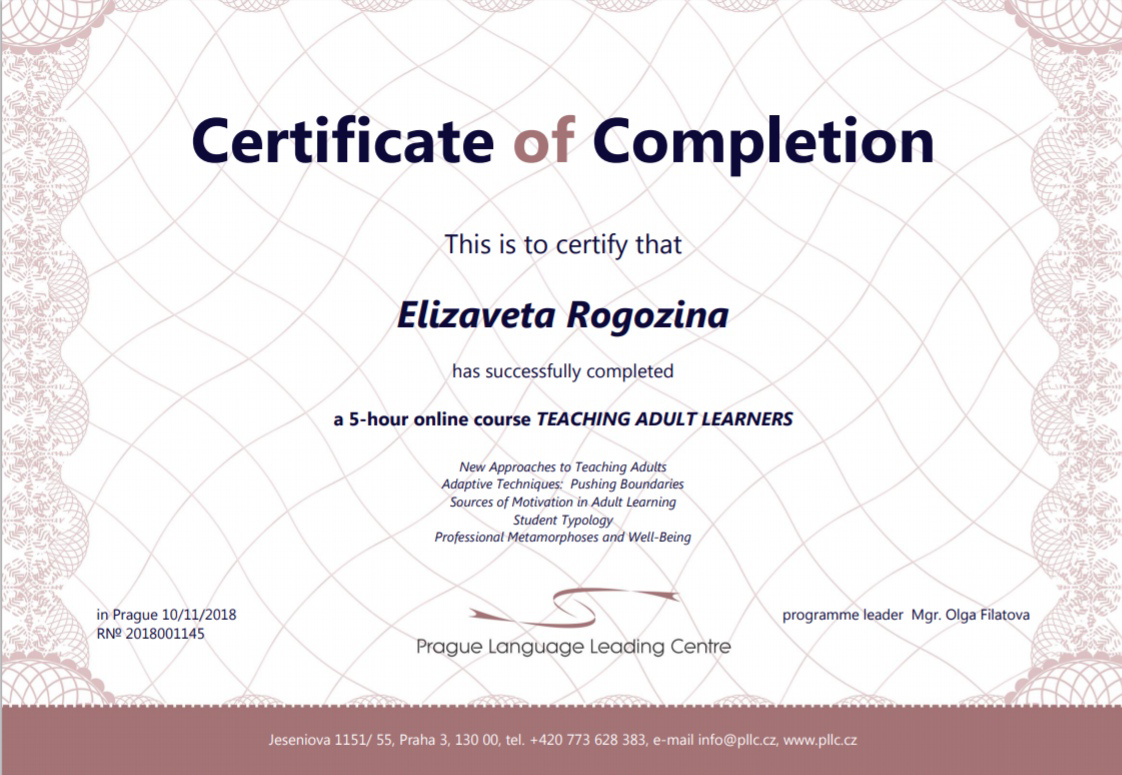 Certificate of Completion
This is to certify that
Elizaveta Rogozina
has successfully completed
a 5-hour online course TEACHING ADULT LEARNERS
New Approaches to Teaching Adults
Adaptive Techniques: Pushing Boundaries
Sources of Motivation in Adult Learning
Student Typology
Professional Metamorphoses and Well-Being
in Prague 10/11/2018
RNº 2018001145
Prague Language Leading Centre
programme leader Mgr. Olga Filatova
Jeseniova 1151/ 55, Praha 3, 130 00, tel. +420 773 628 383, e-mail info@pllc.cz, www.pllc.cz